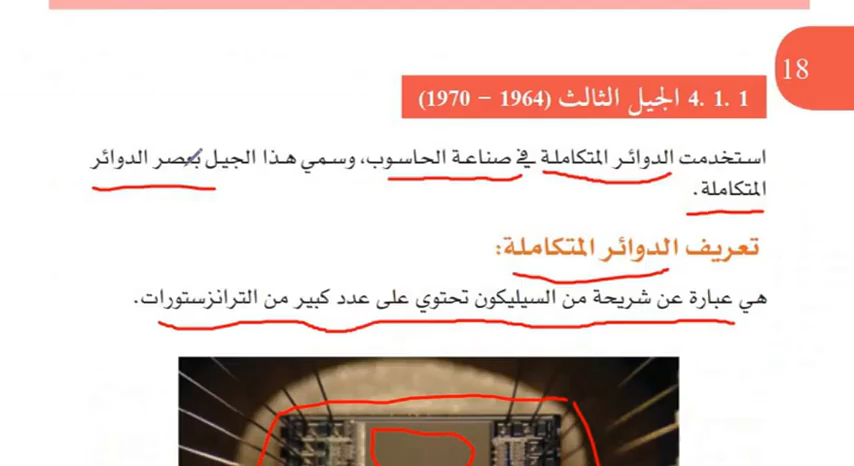 18
4. 1. 1 الجيل الثالث (1964 – 1970)
استخدمت الدوائر المتكاملة في صناعة الحاسوب، وسمي هذا الجيل بعصر الدوائر
المتكاملة.
تعريف الدوائر المتكاملة:
هي عبارة عن شريحة من السيليكون تحتوي على عدد كبير من الترانزستورات.